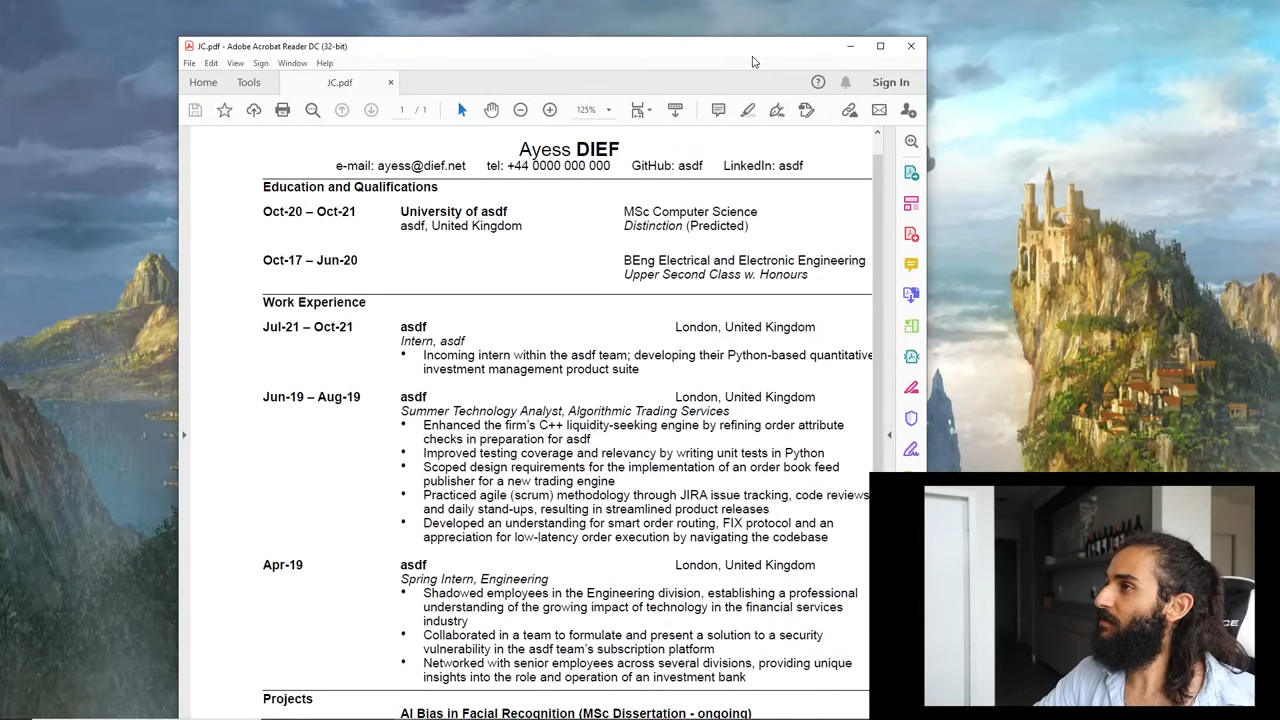 JC.pdf - Adobe Acrobat Reader DC (32-bit)
File Edit View Sign Window Help
Home Tools JC.pdf × Sign In
1 / 1 125%
Ayess DIEF
e-mail: ayess@dief.net tel: +44 0000 000 000 GitHub: asdf LinkedIn: asdf
Education and Qualifications
Oct-20 – Oct-21 University of asdf MSc Computer Science
asdf, United Kingdom Distinction (Predicted)
Oct-17 – Jun-20 BEng Electrical and Electronic Engineering
Upper Second Class w. Honours
Work Experience
Jul-21 – Oct-21 asdf London, United Kingdom
Intern, asdf
• Incoming intern within the asdf team; developing their Python-based quantitative
investment management product suite
Jun-19 – Aug-19 asdf London, United Kingdom
Summer Technology Analyst, Algorithmic Trading Services
• Enhanced the firm's C++ liquidity-seeking engine by refining order attribute
checks in preparation for asdf
• Improved testing coverage and relevancy by writing unit tests in Python
• Scoped design requirements for the implementation of an order book feed
publisher for a new trading engine
• Practiced agile (scrum) methodology through JIRA issue tracking, code reviews
and daily stand-ups, resulting in streamlined product releases
• Developed an understanding for smart order routing, FIX protocol and an
appreciation for low-latency order execution by navigating the codebase
Apr-19 asdf London, United Kingdom
Spring Intern, Engineering
• Shadowed employees in the Engineering division, establishing a professional
understanding of the growing impact of technology in the financial services
industry
• Collaborated in a team to formulate and present a solution to a security
vulnerability in the asdf team's subscription platform
• Networked with senior employees across several divisions, providing unique
insights into the role and operation of an investment bank
Projects
AI Bias in Facial Recognition (MSc Dissertation - ongoing)